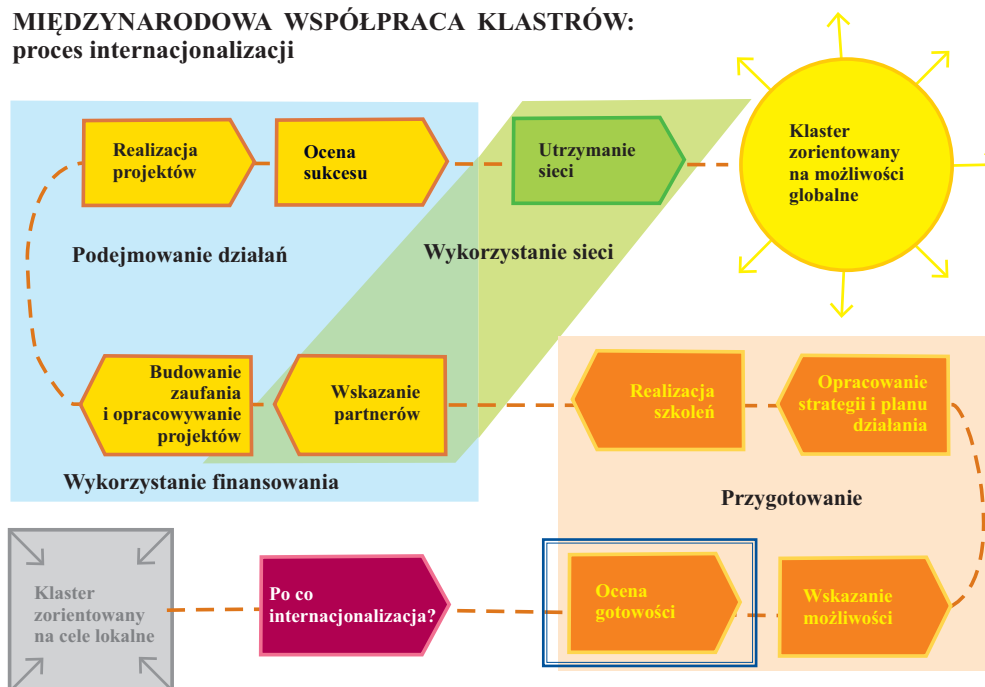 MIĘDZYNARODOWA WSPÓŁPRACA KLASTRÓW:
proces internacjonalizacji
Realizacja
projektów
Ocena
sukcesu
Utrzymanie
sieci
Klaster
zorientowany
na możliwości
globalne
Podejmowanie działań
Wykorzystanie sieci
Budowanie
zaufania
i opracowywanie
projektów
Wskazanie
partnerów
Realizacja
szkoleń
Opracowanie
strategii i planu
działania
Wykorzystanie finansowania
Przygotowanie
Klaster
zorientowany
na cele lokalne
Po co
internacjonalizacja?
Ocena
gotowości
Wskazanie
możliwości